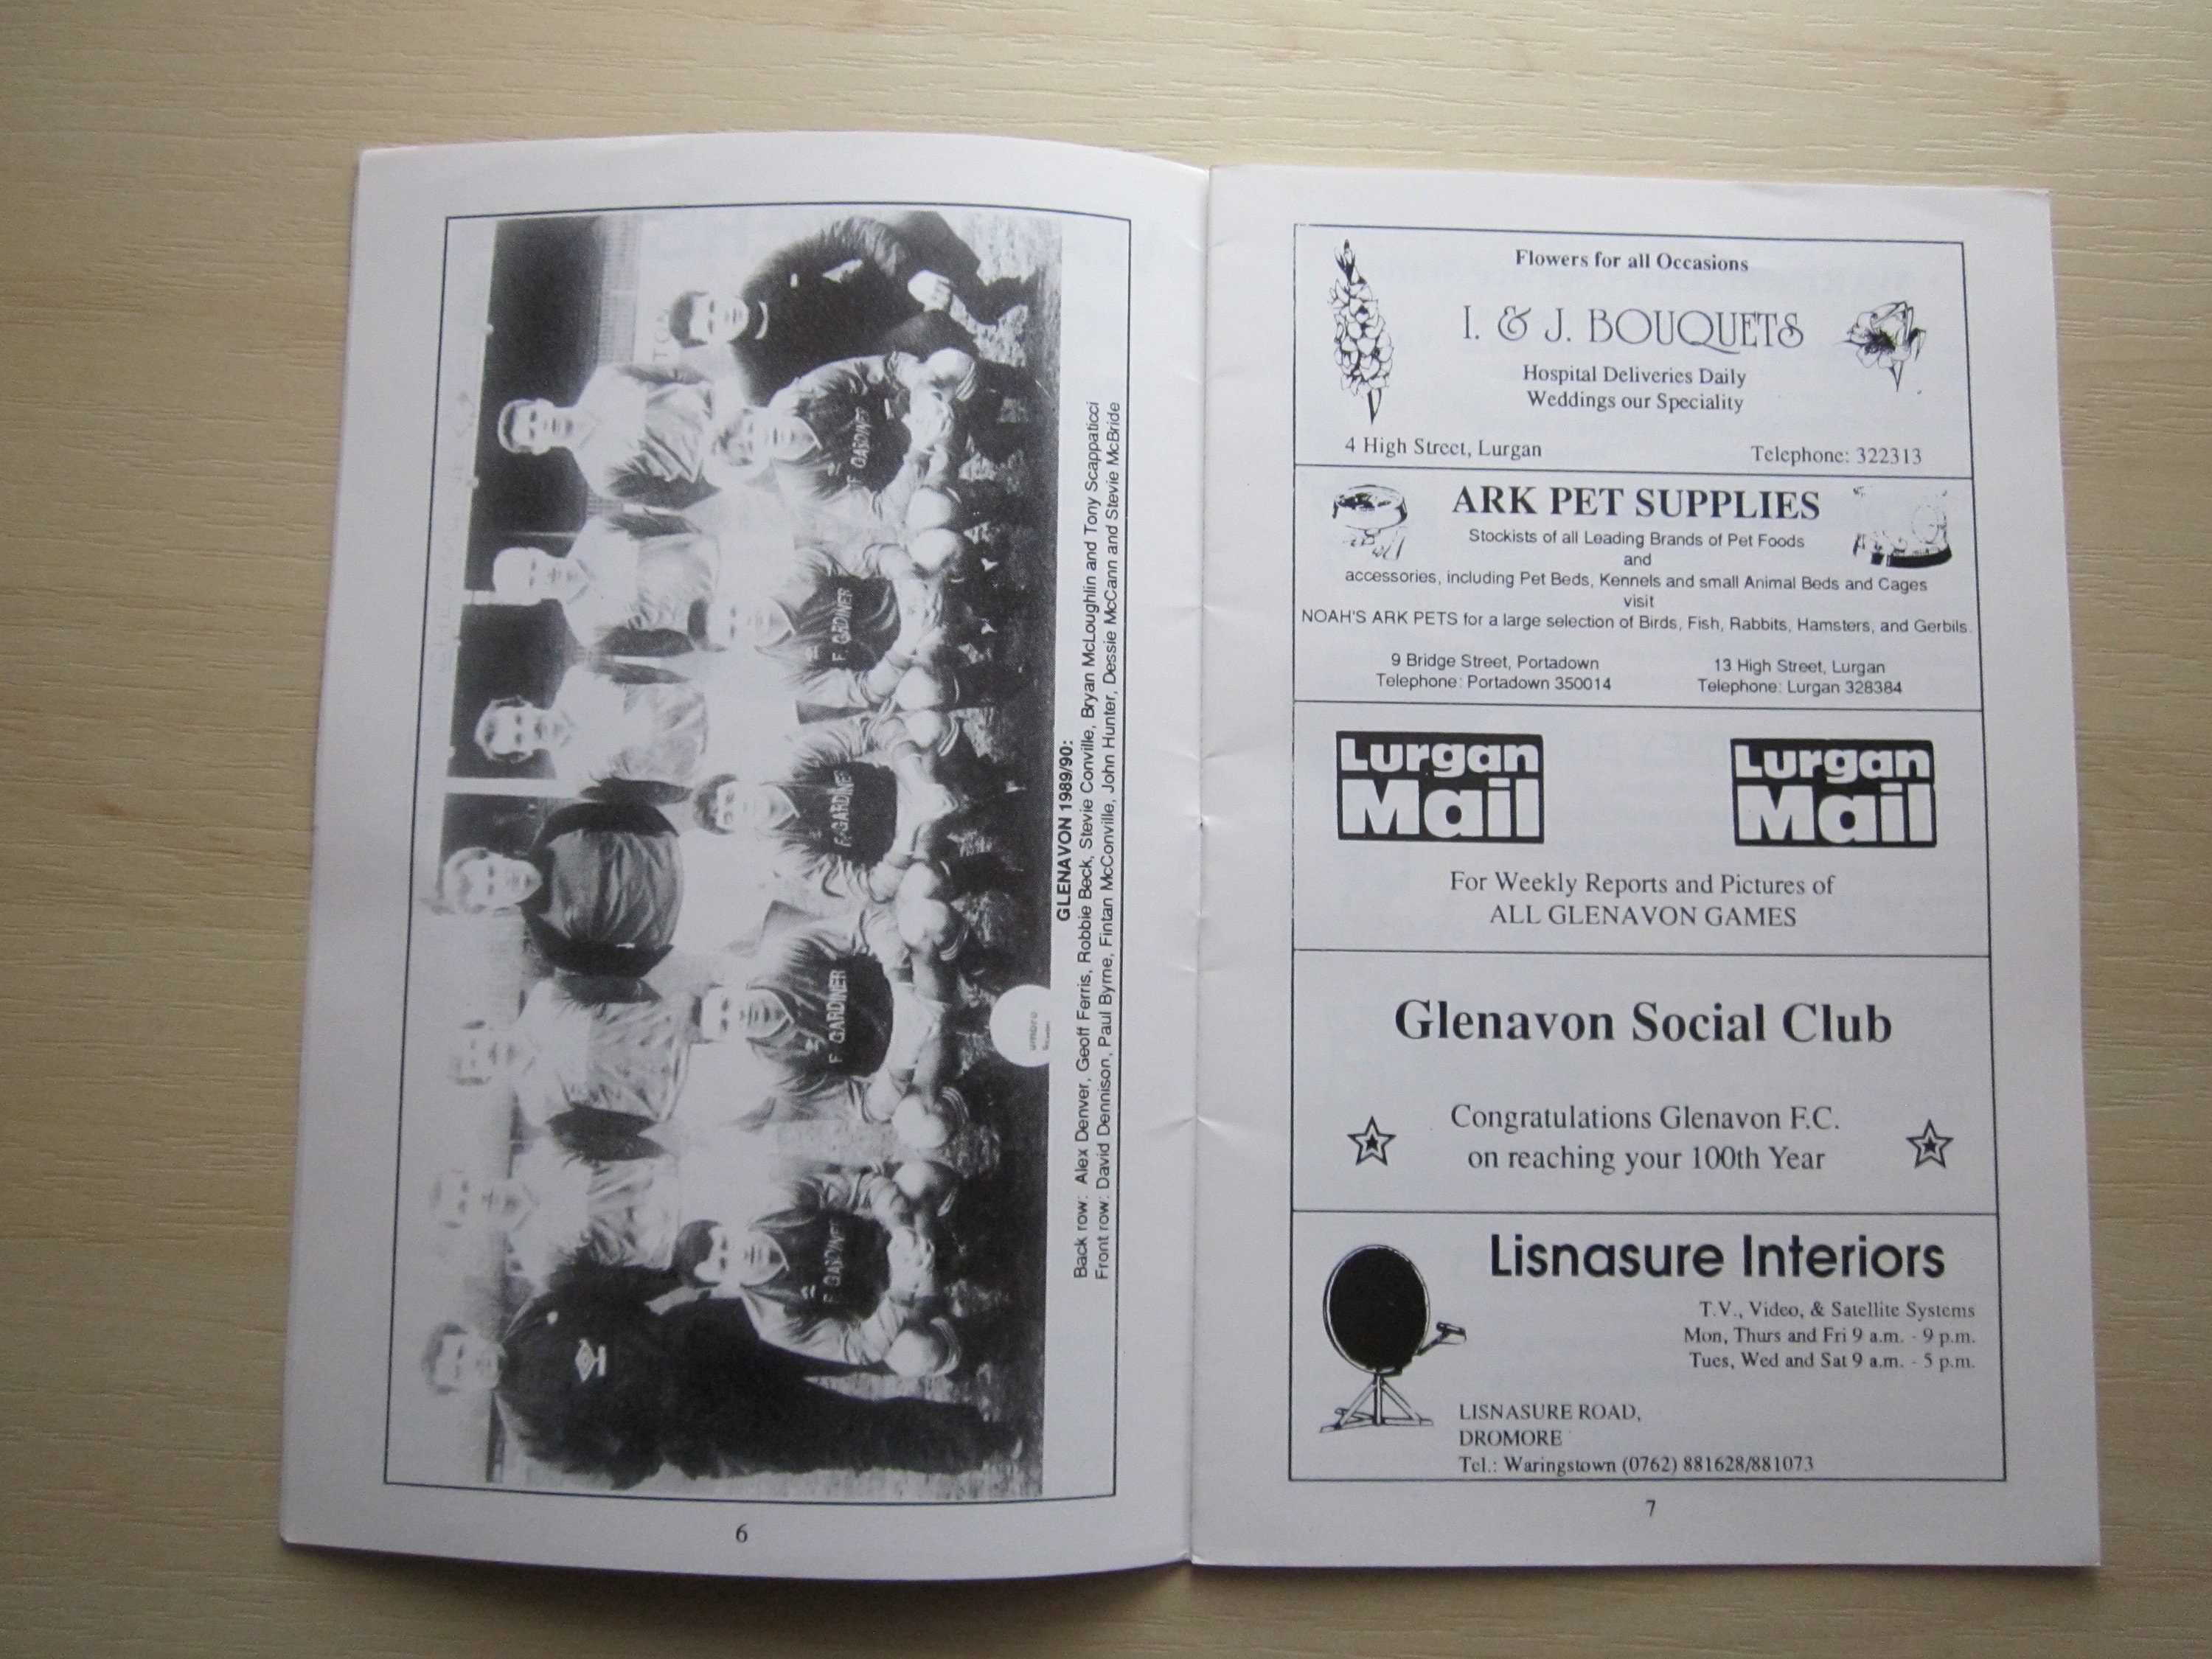 F. GARDINER
F. GARDINER
F. GARDINER
F. GARDINER
F. GARDINER
umbro
GLENAVON 1989/90:
Back row: Alex Denver, Geoff Ferris, Robbie Beck, Stevie Conville, Bryan McLoughlin and Tony Scappaticci
Front row: David Dennison, Paul Byrne, Fintan McConville, John Hunter, Dessie McCann and Stevie McBride
6
Flowers for all Occasions
I. & J. BOUQUETS
Hospital Deliveries Daily
Weddings our Speciality
4 High Street, Lurgan Telephone: 322313
ARK PET SUPPLIES
Stockists of all Leading Brands of Pet Foods
and
accessories, including Pet Beds, Kennels and small Animal Beds and Cages
visit
NOAH'S ARK PETS for a large selection of Birds, Fish, Rabbits, Hamsters, and Gerbils.
9 Bridge Street, Portadown 13 High Street, Lurgan
Telephone: Portadown 350014 Telephone: Lurgan 328384
Lurgan Mail Lurgan Mail
For Weekly Reports and Pictures of
ALL GLENAVON GAMES
Glenavon Social Club
Congratulations Glenavon F.C.
on reaching your 100th Year
Lisnasure Interiors
T.V., Video, & Satellite Systems
Mon, Thurs and Fri 9 a.m. - 9 p.m.
Tues, Wed and Sat 9 a.m. - 5 p.m.
LISNASURE ROAD,
DROMORE
Tel.: Waringstown (0762) 881628/881073
7